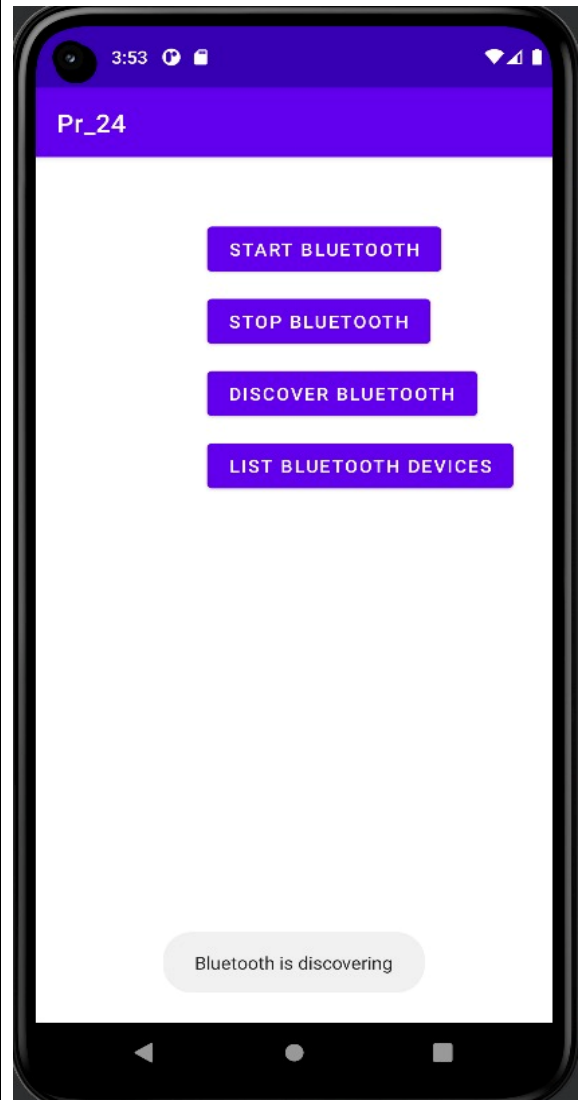 3:53
Pr_24
START BLUETOOTH
STOP BLUETOOTH
DISCOVER BLUETOOTH
LIST BLUETOOTH DEVICES
Bluetooth is discovering